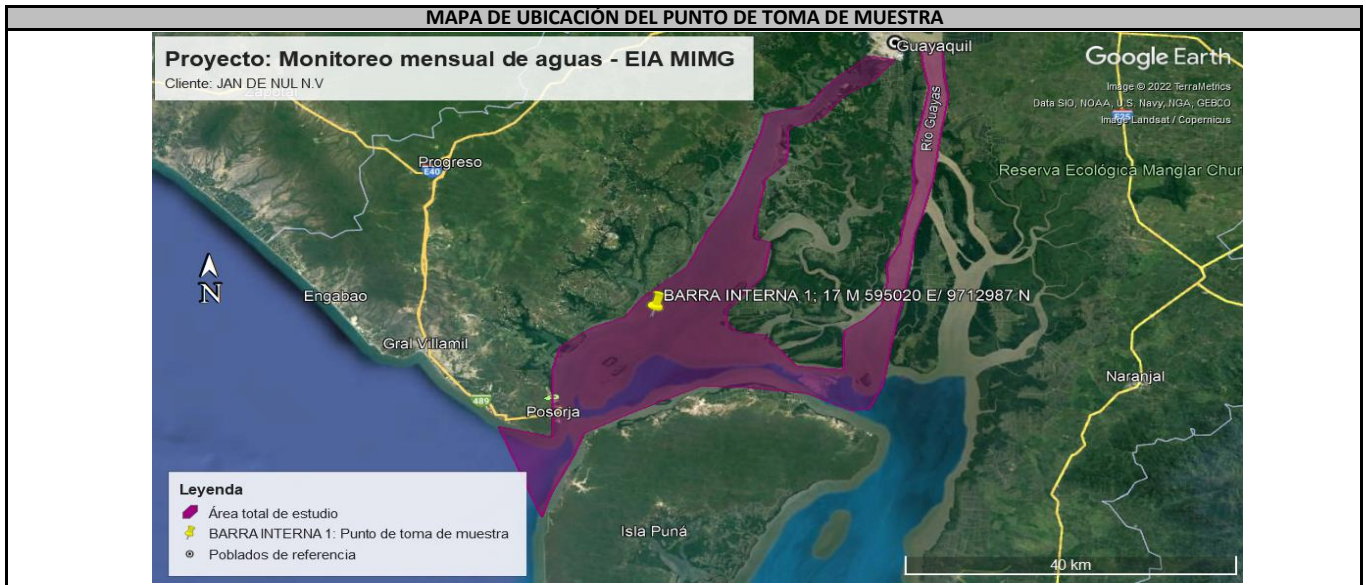 MAPA DE UBICACIÓN DEL PUNTO DE TOMA DE MUESTRA
Proyecto: Monitoreo mensual de aguas - EIA MIMG
Cliente: JAN DE NUL N.V
Guayaquil
Google Earth
Image © 2022 TerraMetrics
Data SIO, NOAA, U.S. Navy, NGA, GEBCO
Image Landsat / Copernicus
E25
Río Guayas
Progreso
E40
Reserva Ecológica Manglar Chur
N
Engabao
BARRA INTERNA 1; 17 M 595020 E/ 9712987 N
Gral Villamil
Naranjal
489
Posorja
Leyenda
Área total de estudio
BARRA INTERNA 1: Punto de toma de muestra
Poblados de referencia
Isla Puná
40 km